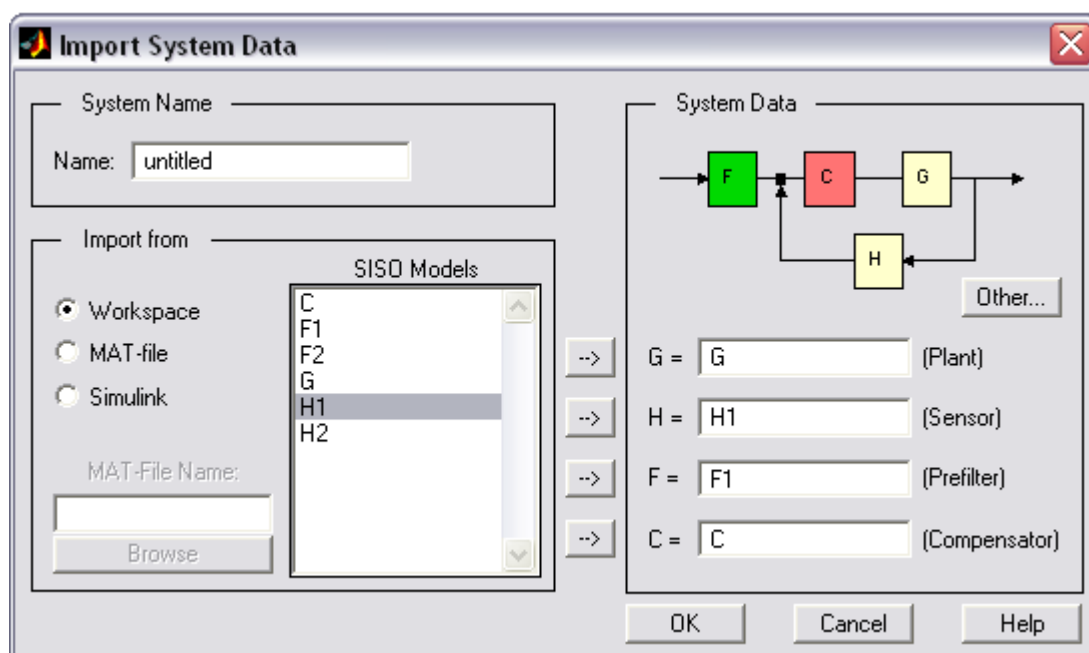 Import System Data
System Name
Name: untitled
Import from
SISO Models
Workspace
MAT-file
Simulink
C
F1
F2
G
H1
H2
MAT-File Name:
Browse
System Data
F
C
G
H
Other...
--> G = G (Plant)
--> H = H1 (Sensor)
--> F = F1 (Prefilter)
--> C = C (Compensator)
OK Cancel Help